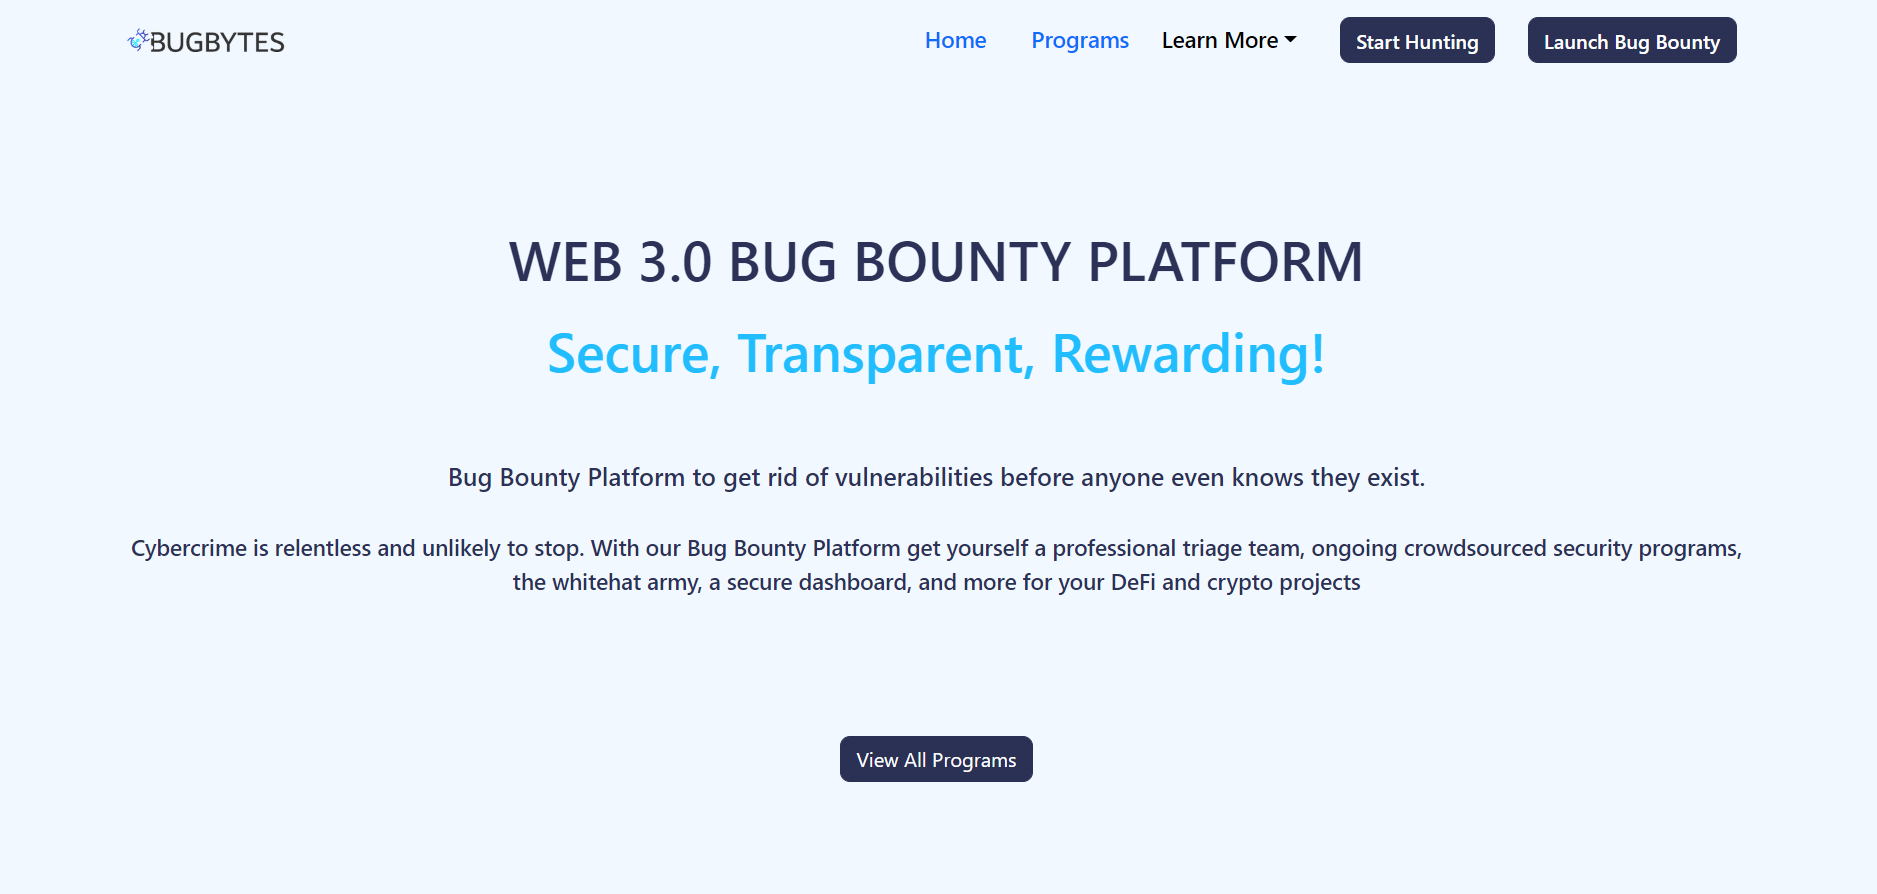 BUGBYTES
Home Programs Learn More Start Hunting Launch Bug Bounty
WEB 3.0 BUG BOUNTY PLATFORM
Secure, Transparent, Rewarding!
Bug Bounty Platform to get rid of vulnerabilities before anyone even knows they exist.
Cybercrime is relentless and unlikely to stop. With our Bug Bounty Platform get yourself a professional triage team, ongoing crowdsourced security programs,
the whitehat army, a secure dashboard, and more for your DeFi and crypto projects
View All Programs